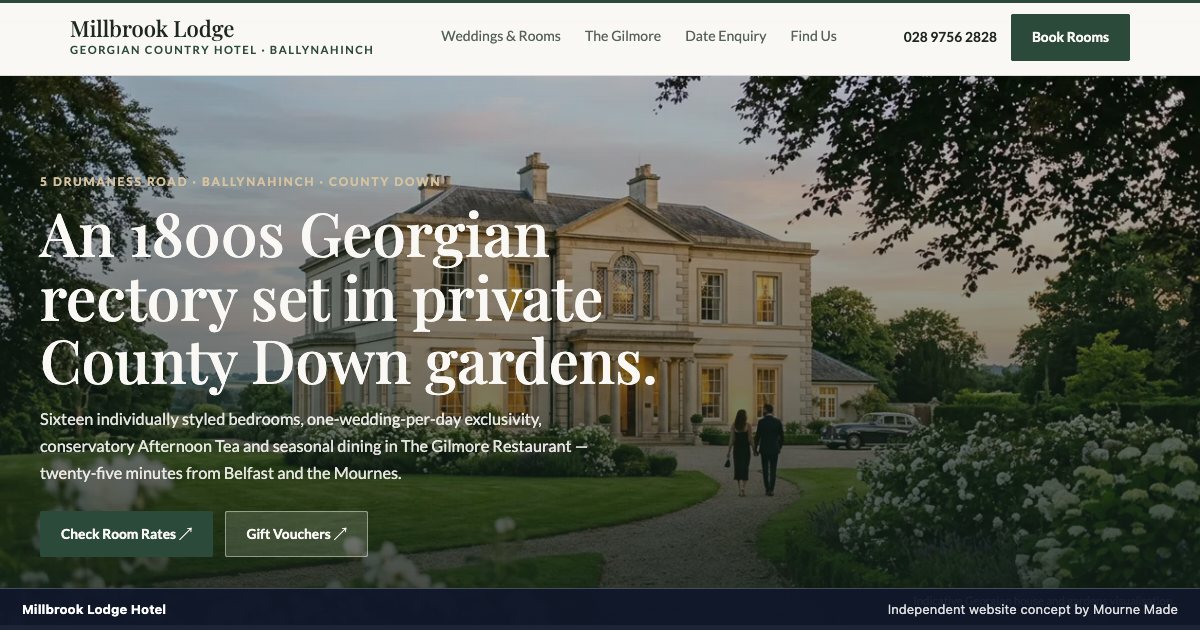 Millbrook Lodge
GEORGIAN COUNTRY HOTEL · BALLYNAHINCH
Weddings & Rooms
The Gilmore
Date Enquiry
Find Us
028 9756 2828
Book Rooms
5 DRUMANESS ROAD · BALLYNAHINCH · COUNTY DOWN
An 1800s Georgian
rectory set in private
County Down gardens.
Sixteen individually styled bedrooms, one-wedding-per-day exclusivity,
conservatory Afternoon Tea and seasonal dining in The Gilmore Restaurant —
twenty-five minutes from Belfast and the Mournes.
Check Room Rates ↗
Gift Vouchers ↗
Millbrook Lodge Hotel
Independent website concept by Mourne Made